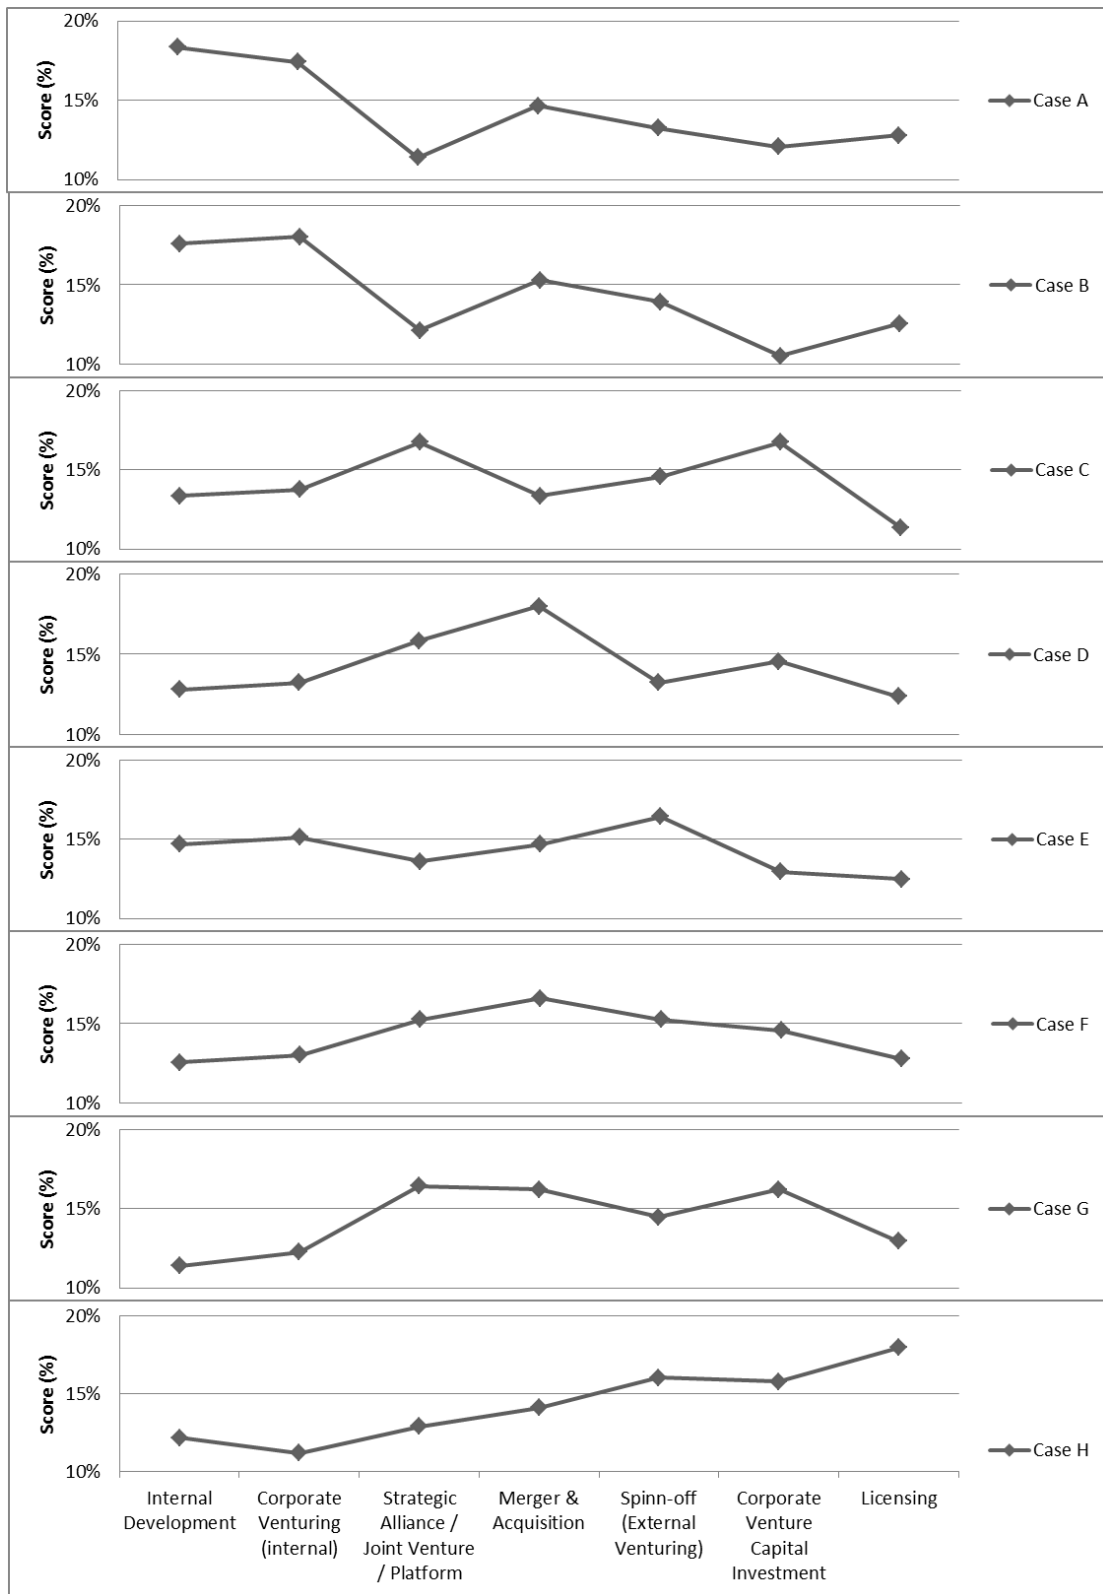 20%
15%
10%
Score (%)
Case A
20%
15%
10%
Score (%)
Case B
20%
15%
10%
Score (%)
Case C
20%
15%
10%
Score (%)
Case D
20%
15%
10%
Score (%)
Case E
20%
15%
10%
Score (%)
Case F
20%
15%
10%
Score (%)
Case G
20%
15%
10%
Score (%)
Case H
Internal
Development
Corporate
Venturing
(internal)
Strategic
Alliance /
Joint Venture
/ Platform
Merger &
Acquisition
Spinn-off
(External
Venturing)
Corporate
Venture
Capital
Investment
Licensing